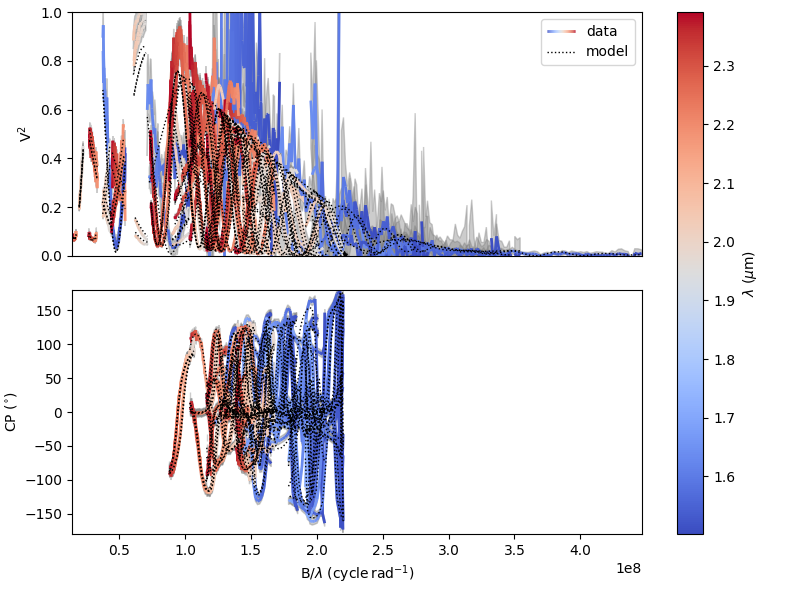 1.0
0.8
0.6
0.4
0.2
0.0
V²
data
model
150
100
50
0
−50
−100
−150
CP (°)
0.5 1.0 1.5 2.0 2.5 3.0 3.5 4.0
1e8
B/λ (cycle rad⁻¹)
2.3
2.2
2.1
2.0
1.9
1.8
1.7
1.6
λ (μm)